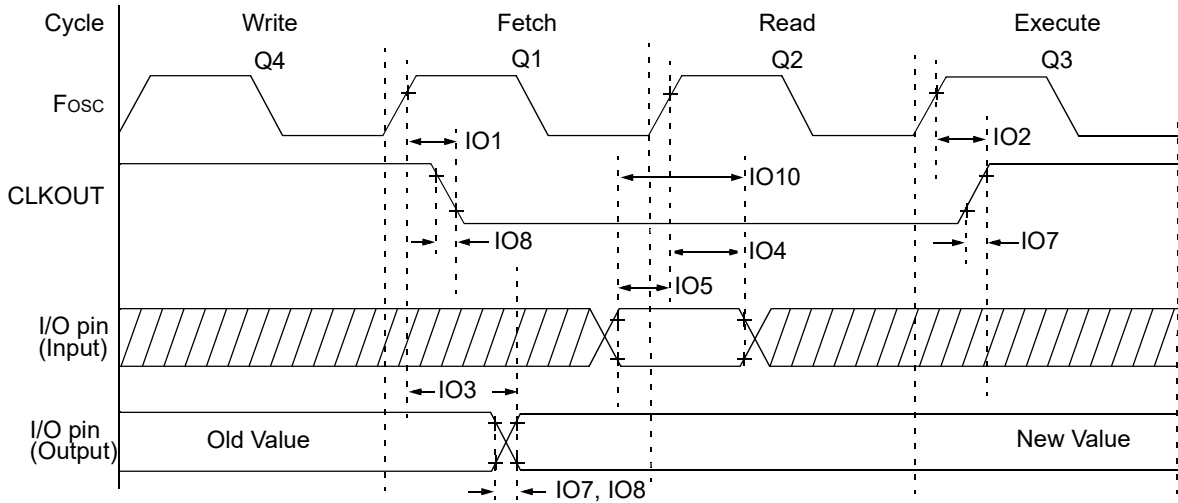 Cycle Write Fetch Read Execute
Q4 Q1 Q2 Q3
Fosc
IO1 IO2
CLKOUT IO10
IO8 IO4 IO7
IO5
I/O pin
(Input)
IO3
I/O pin
(Output) Old Value New Value
IO7, IO8